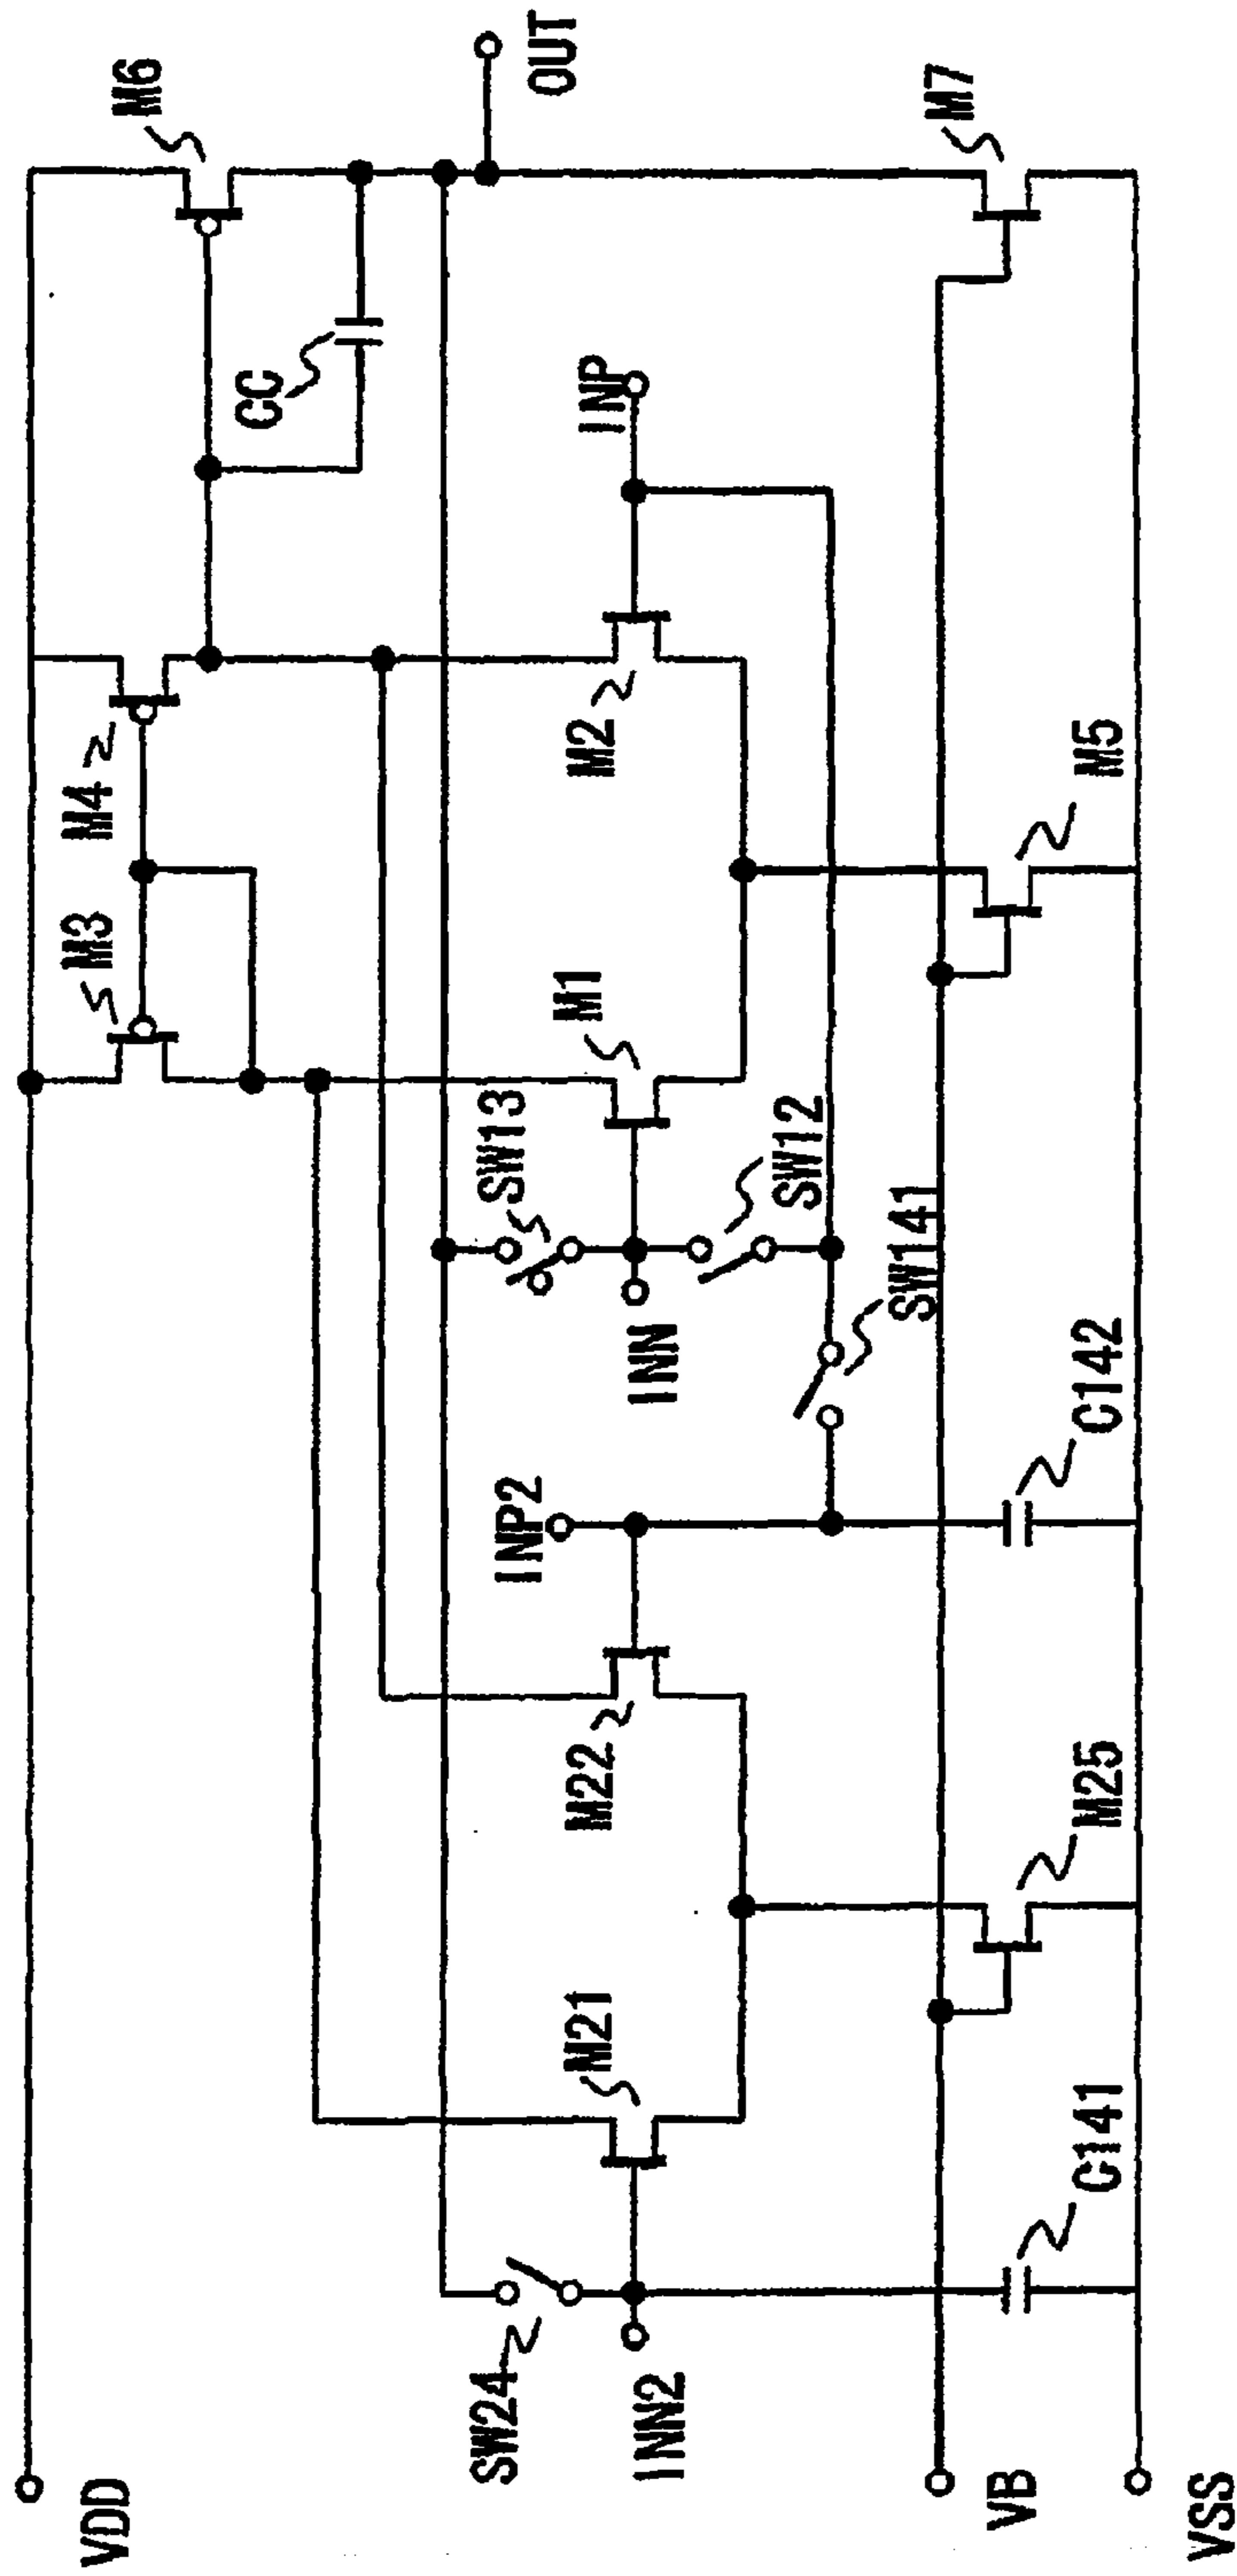 VDD
M3
M4
M6
CC
OUT
SW24
INN2
M21
M22
INP2
INN
SW13
M1
SW12
SW141
M2
INP
VB
VSS
C141
M25
C142
M5
M7